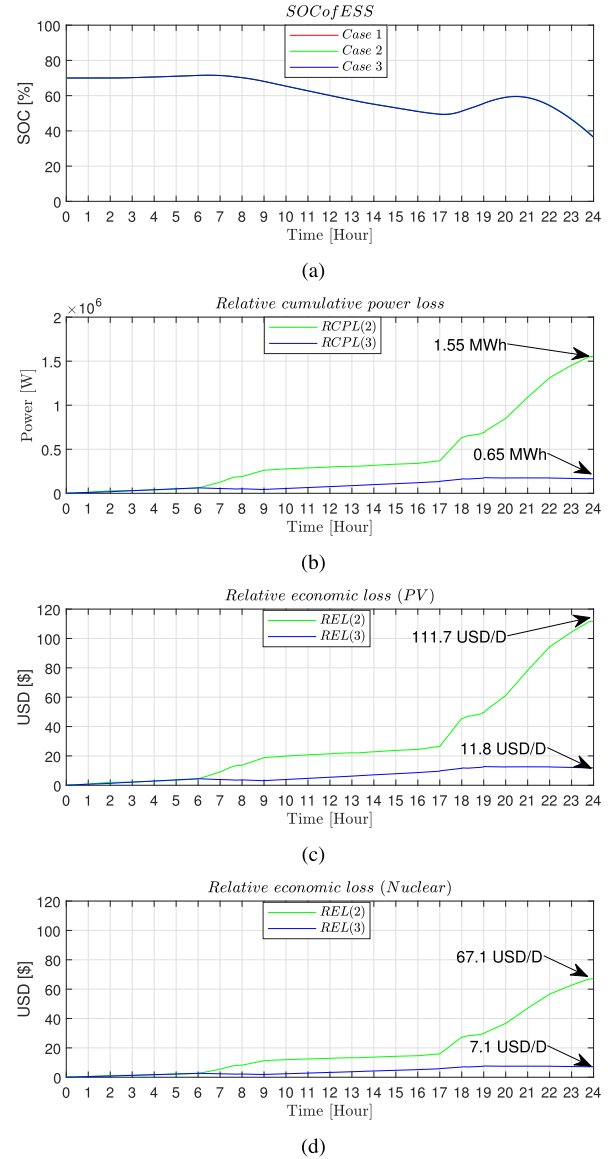 SOCofESS
Case 1
Case 2
Case 3
100
80
60
40
20
0
SOC [%]
0 1 2 3 4 5 6 7 8 9 10 11 12 13 14 15 16 17 18 19 20 21 22 23 24
Time [Hour]
(a)
Relative cumulative power loss
×10^6
RCPL(2)
RCPL(3)
1.55 MWh
0.65 MWh
2
1.5
1
0.5
0
Power [W]
0 1 2 3 4 5 6 7 8 9 10 11 12 13 14 15 16 17 18 19 20 21 22 23 24
Time [Hour]
(b)
Relative economic loss (PV)
REL(2)
REL(3)
111.7 USD/D
11.8 USD/D
120
100
80
60
40
20
0
USD [$]
0 1 2 3 4 5 6 7 8 9 10 11 12 13 14 15 16 17 18 19 20 21 22 23 24
Time [Hour]
(c)
Relative economic loss (Nuclear)
REL(2)
REL(3)
67.1 USD/D
7.1 USD/D
120
100
80
60
40
20
0
USD [$]
0 1 2 3 4 5 6 7 8 9 10 11 12 13 14 15 16 17 18 19 20 21 22 23 24
Time [Hour]
(d)